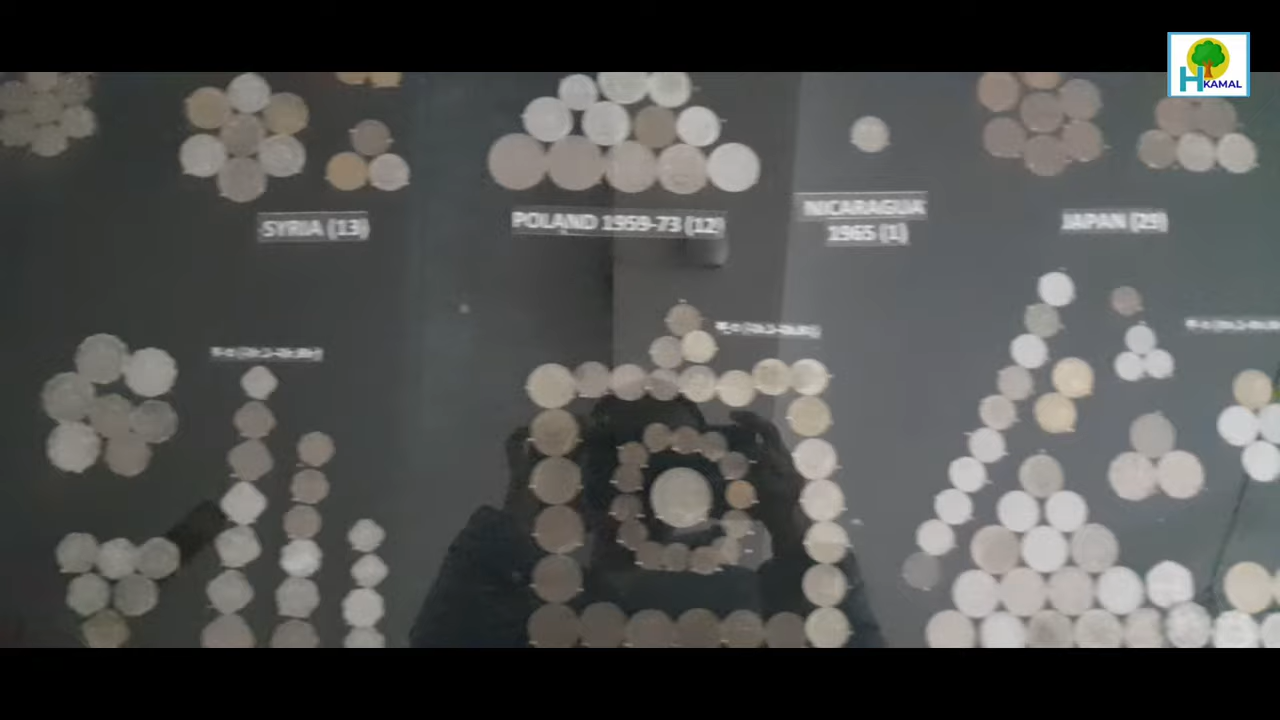 H
KAMAL
SYRIA (13)
POLAND 1959-73 (12)
NICARAGUA
1965 (1)
JAPAN (29)